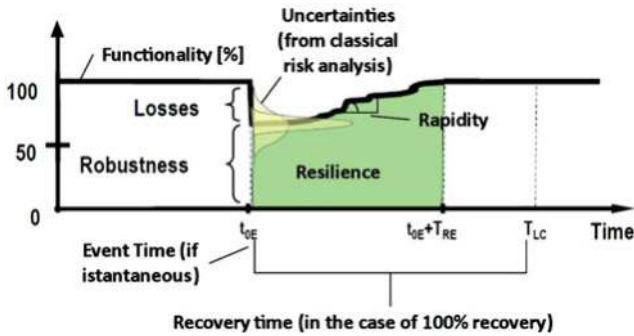 Uncertainties
(from classical
risk analysis)
Functionality [%]
100
Losses
Rapidity
50
Robustness
Resilience
0
t0E
t0E+TRE
TLC
Time
Event Time (if
istantaneous)
Recovery time (in the case of 100% recovery)